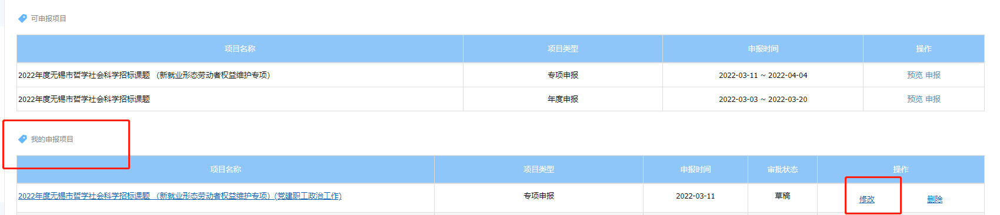 可申报项目
项目名称 项目类型 申报时间 操作
2022年度无锡市哲学社会科学招标课题 （新就业形态劳动者权益维护专项） 专项申报 2022-03-11 ~ 2022-04-04 预览 申报
2022年度无锡市哲学社会科学招标课题 年度申报 2022-03-03 ~ 2022-03-20 预览 申报
我的申报项目
项目名称 项目类型 申报时间 审批状态 操作
2022年度无锡市哲学社会科学招标课题 （新就业形态劳动者权益维护专项）(党建职工政治工作) 专项申报 2022-03-11 草稿 修改 删除